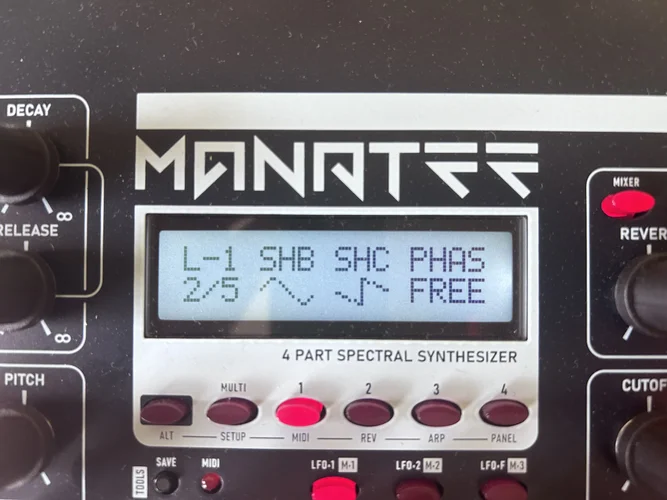 DECAY
∞
RELEASE
∞
PITCH
MANATEE
L-1 SHB SHC PHAS
2/5 FREE
4 PART SPECTRAL SYNTHESIZER
MULTI 1 2 3 4
ALT SETUP MIDI REV ARP PANEL
TOOLS
SAVE MIDI
LFO-1 M-1 LFO-2 M-2 LFO-F M-3
MIXER
REVER
CUTOF